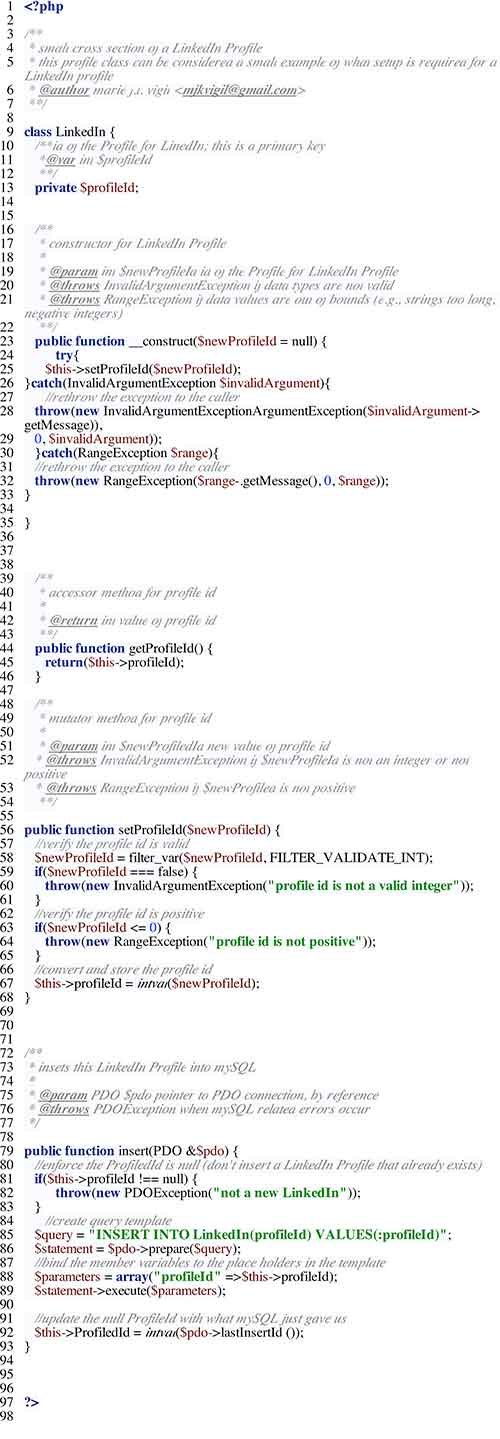 1 <?php
2
3 /**
4 * small cross section of a LinkedIn Profile
5 * this profile class can be considered a small example of what setup is required for a
LinkedIn profile
6 * @author marie j.t. vigil <mjkvigil@gmail.com>
7 **/
8
9 class LinkedIn {
10 /**id of the Profile for LinedIn; this is a primary key
11 *@var int $profileId
12 **/
13 private $profileId;
14
15
16 /**
17 * constructor for LinkedIn Profile
18 *
19 * @param int $newProfileId id of the Profile for LinkedIn Profile
20 * @throws InvalidArgumentException if data types are not valid
21 * @throws RangeException if data values are out of bounds (e.g., strings too long,
negative integers)
22 **/
23 public function __construct($newProfileId = null) {
24 try{
25 $this->setProfileId($newProfileId);
26 }catch(InvalidArgumentException $invalidArgument){
27 //rethrow the exception to the caller
28 throw(new InvalidArgumentExceptionArgumentException($invalidArgument->
getMessage)),
29 0, $invalidArgument));
30 }catch(RangeException $range){
31 //rethrow the exception to the caller
32 throw(new RangeException($range-.getMessage(), 0, $range));
33 }
34
35 }
36
37
38
39 /**
40 * accessor method for profile id
41 *
42 * @return int value of profile id
43 **/
44 public function getProfileId() {
45 return($this->profileId);
46 }
47
48 /**
49 * mutator method for profile id
50 *
51 * @param int $newProfiledId new value of profile id
52 * @throws InvalidArgumentException if $newProfileId is not an integer or not
positive
53 * @throws RangeException if $newProfiled is not positive
54 **/
55
56 public function setProfileId($newProfileId) {
57 //verify the profile id is valid
58 $newProfileId = filter_var($newProfileId, FILTER_VALIDATE_INT);
59 if($newProfileId === false) {
60 throw(new InvalidArgumentException("profile id is not a valid integer"));
61 }
62 //verify the profile id is positive
63 if($newProfileId <= 0) {
64 throw(new RangeException("profile id is not positive"));
65 }
66 //convert and store the profile id
67 $this->profileId = intval($newProfileId);
68 }
69
70
71
72 /**
73 * insets this LinkedIn Profile into mySQL
74 *
75 * @param PDO $pdo pointer to PDO connection, by reference
76 * @throws PDOException when mySQL related errors occur
77 */
78
79 public function insert(PDO &$pdo) {
80 //enforce the ProfiledId is null (don't insert a LinkedIn Profile that already exists)
81 if($this->profileId !== null) {
82 throw(new PDOException("not a new LinkedIn"));
83 }
84 //create query template
85 $query = "INSERT INTO LinkedIn(profileId) VALUES(:profileId)";
86 $statement = $pdo->prepare($query);
87 //bind the member variables to the place holders in the template
88 $parameters = array("profileId" =>$this->profileId);
89 $statement->execute($parameters);
90
91 //update the null ProfileId with what mySQL just gave us
92 $this->ProfiledId = intval($pdo->lastInsertId ());
93 }
94
95
96
97 ?>
98